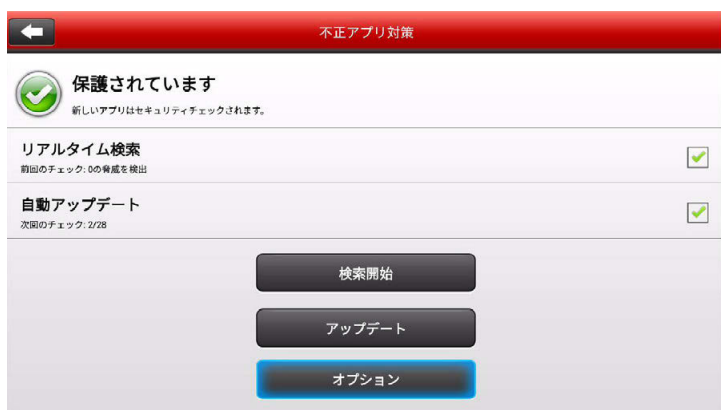 不正アプリ対策
保護されています
新しいアプリはセキュリティチェックされます。
リアルタイム検索
前回のチェック: 0の脅威を検出
自動アップデート
次回のチェック: 2/28
検索開始
アップデート
オプション